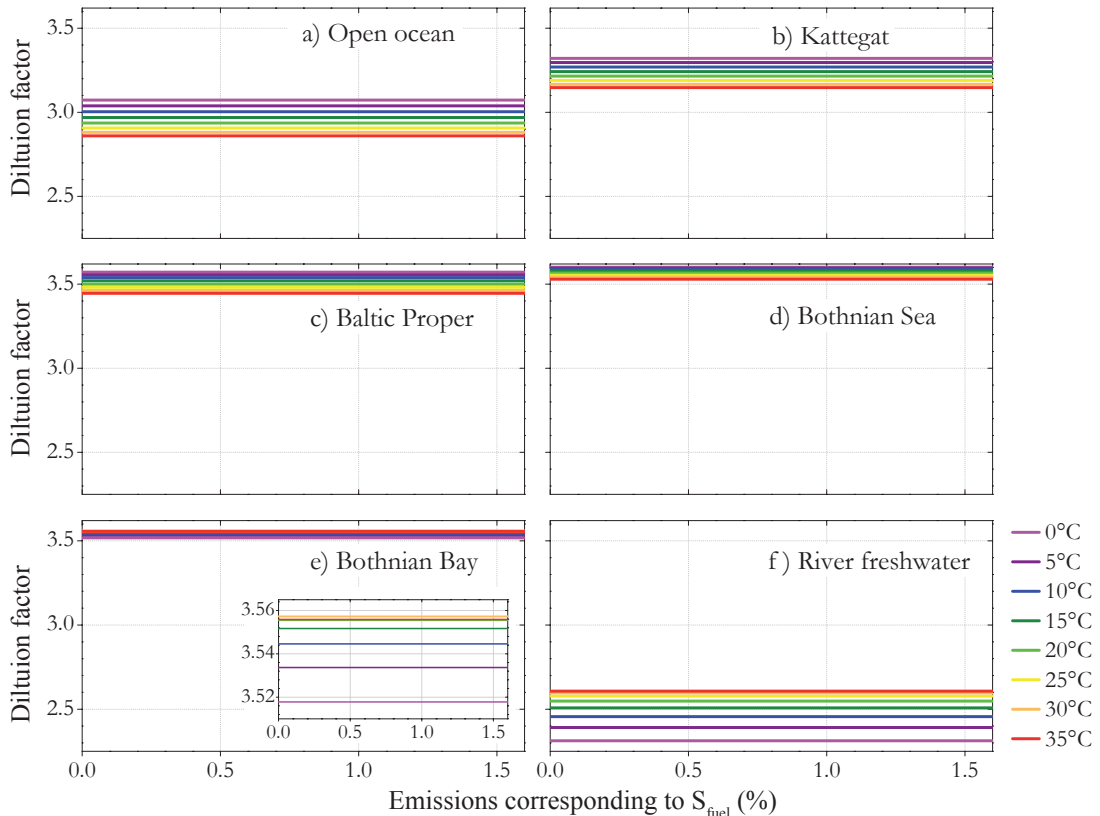 a) Open ocean
b) Kattegat
Diltuion factor
3.5
3.0
2.5
c) Baltic Proper
d) Bothnian Sea
Diltuion factor
3.5
3.0
2.5
e) Bothnian Bay
f ) River freshwater
Diltuion factor
3.5
3.0
2.5
3.56
3.54
3.52
0.0 0.5 1.0 1.5
0°C
5°C
10°C
15°C
20°C
25°C
30°C
35°C
0.0 0.5 1.0 1.5 0.0 0.5 1.0 1.5
Emissions corresponding to Sfuel (%)